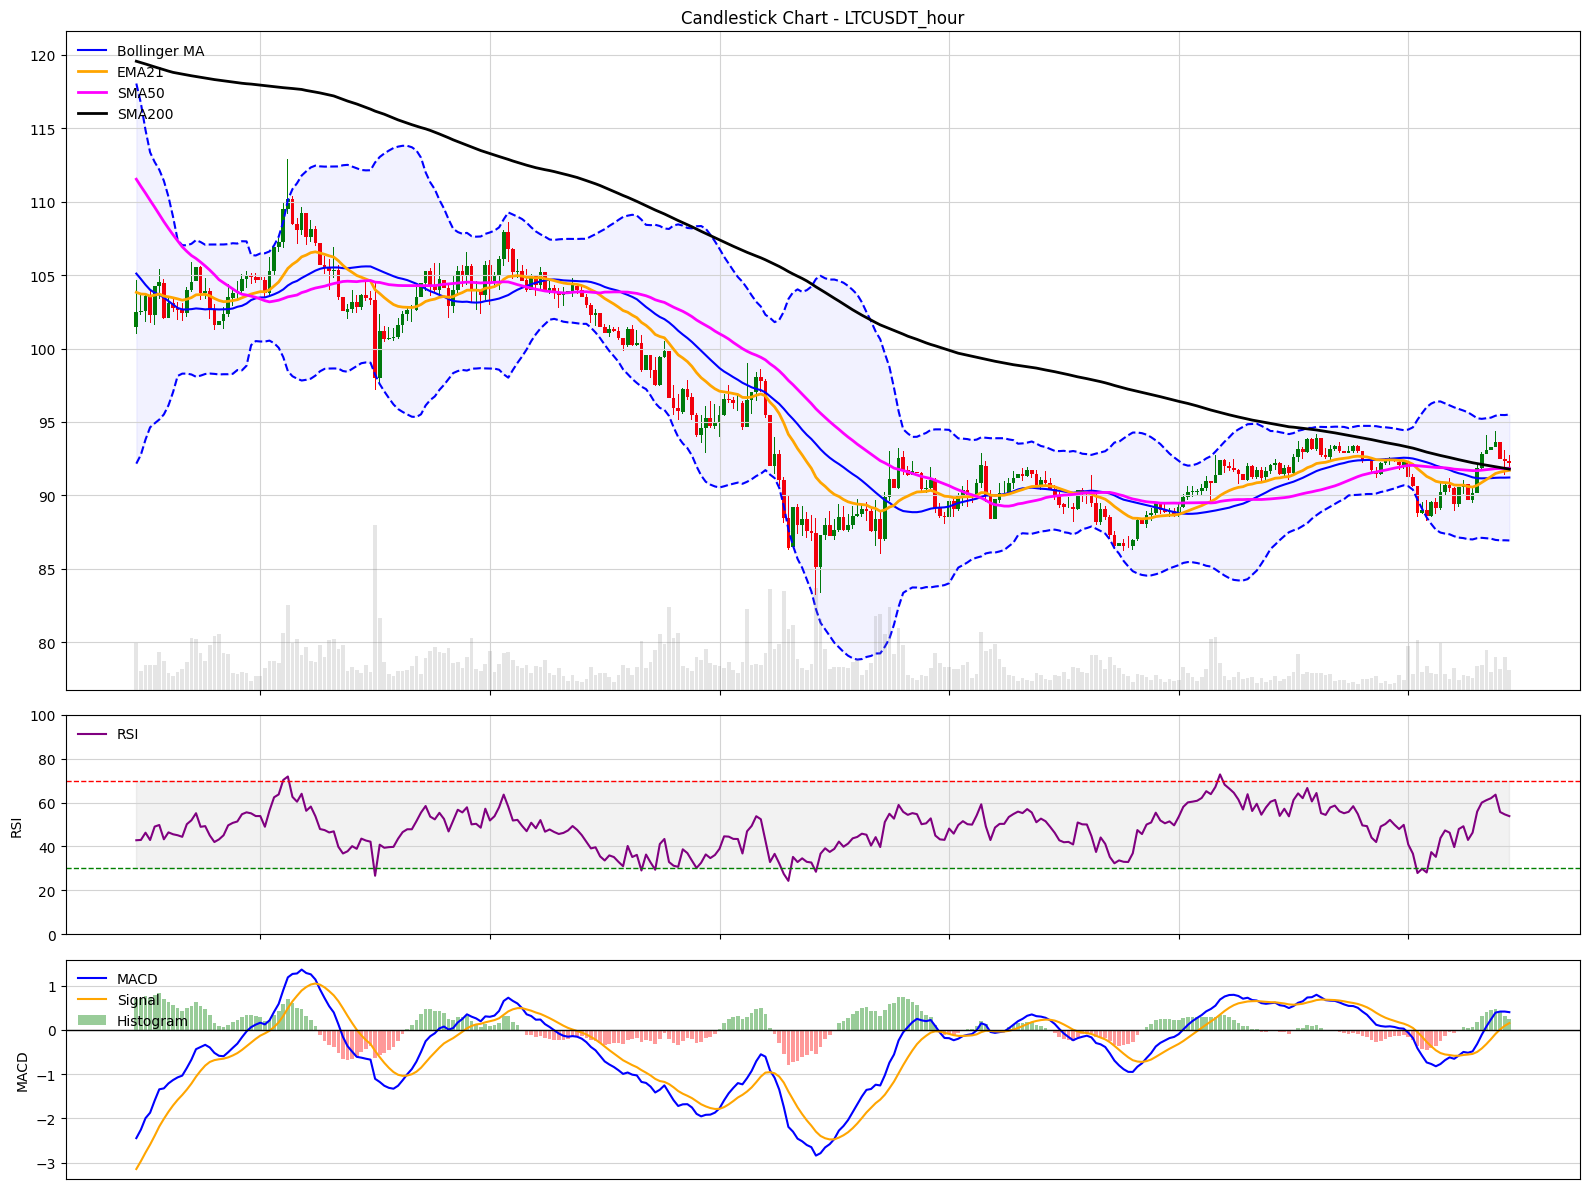 Candlestick Chart - LTCUSDT_hour
Bollinger MA
EMA21
SMA50
SMA200
120
115
110
105
100
95
90
85
80
RSI
100
80
60
40
20
0
RSI
MACD
Signal
Histogram
1
0
−1
−2
−3
MACD